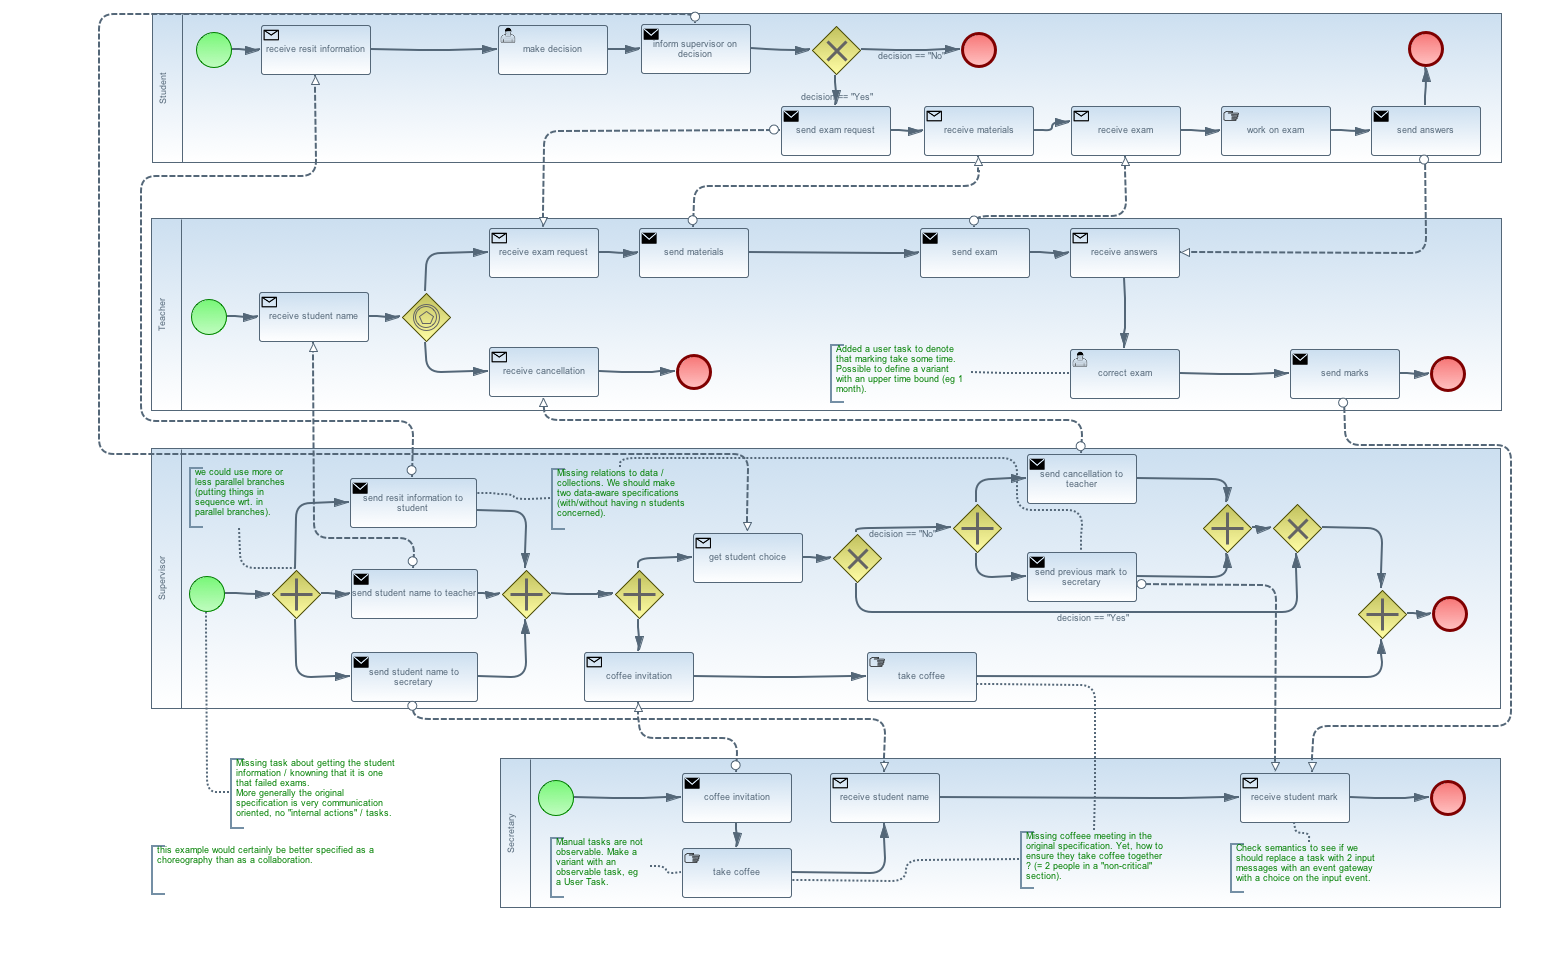 Student
receive resit information
make decision
inform supervisor on
decision
decision == "No"
decision == "Yes"
send exam request
receive materials
receive exam
work on exam
send answers
Teacher
receive exam request
send materials
send exam
receive answers
receive student name
receive cancellation
Added a user task to denote
that marking take some time.
Possible to define a variant
with an upper time bound (eg 1
month).
correct exam
send marks
Supervisor
we could use more or
less parallel branches
(putting things in
sequence wrt. in
parallel branches).
send resit information to
student
Missing relations to data /
collections. We should make
two data-aware specifications
(with/without having n students
concerned).
send cancellation to
teacher
get student choice
decision == "No"
send previous mark to
secretary
send student name to teacher
decision == "Yes"
send student name to
secretary
coffee invitation
take coffee
Missing task about getting the student
information / knowning that it is one
that failed exams.
More generally the original
specification is very communication
oriented, no "internal actions" / tasks.
this example would certainly be better specified as a
choreography than as a collaboration.
Secretary
coffee invitation
receive student name
receive student mark
Manual tasks are not
observable. Make a
variant with an
observable task, eg
a User Task.
take coffee
Missing coffeee meeting in the
original specification. Yet, how to
ensure they take coffee together
? (= 2 people in a "non-critical"
section).
Check semantics to see if we
should replace a task with 2 input
messages with an event gateway
with a choice on the input event.